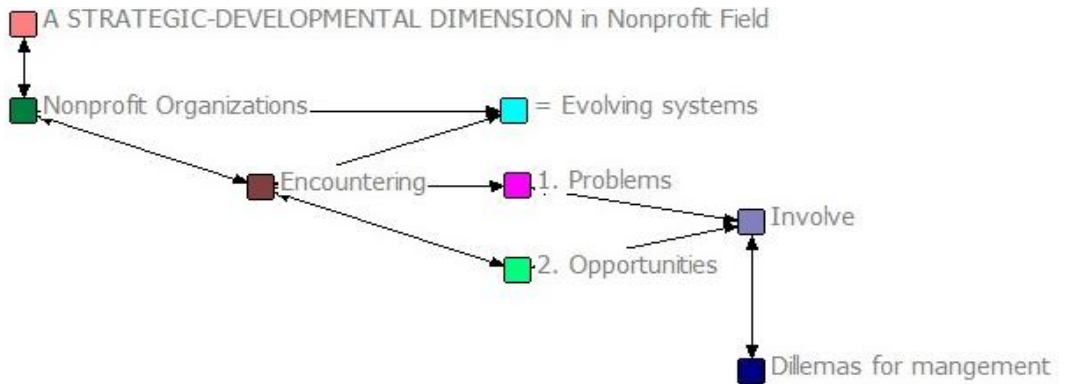 A STRATEGIC-DEVELOPMENTAL DIMENSION in Nonprofit Field
Nonprofit Organizations
= Evolving systems
Encountering
1. Problems
Involve
2. Opportunities
Dillemas for mangement